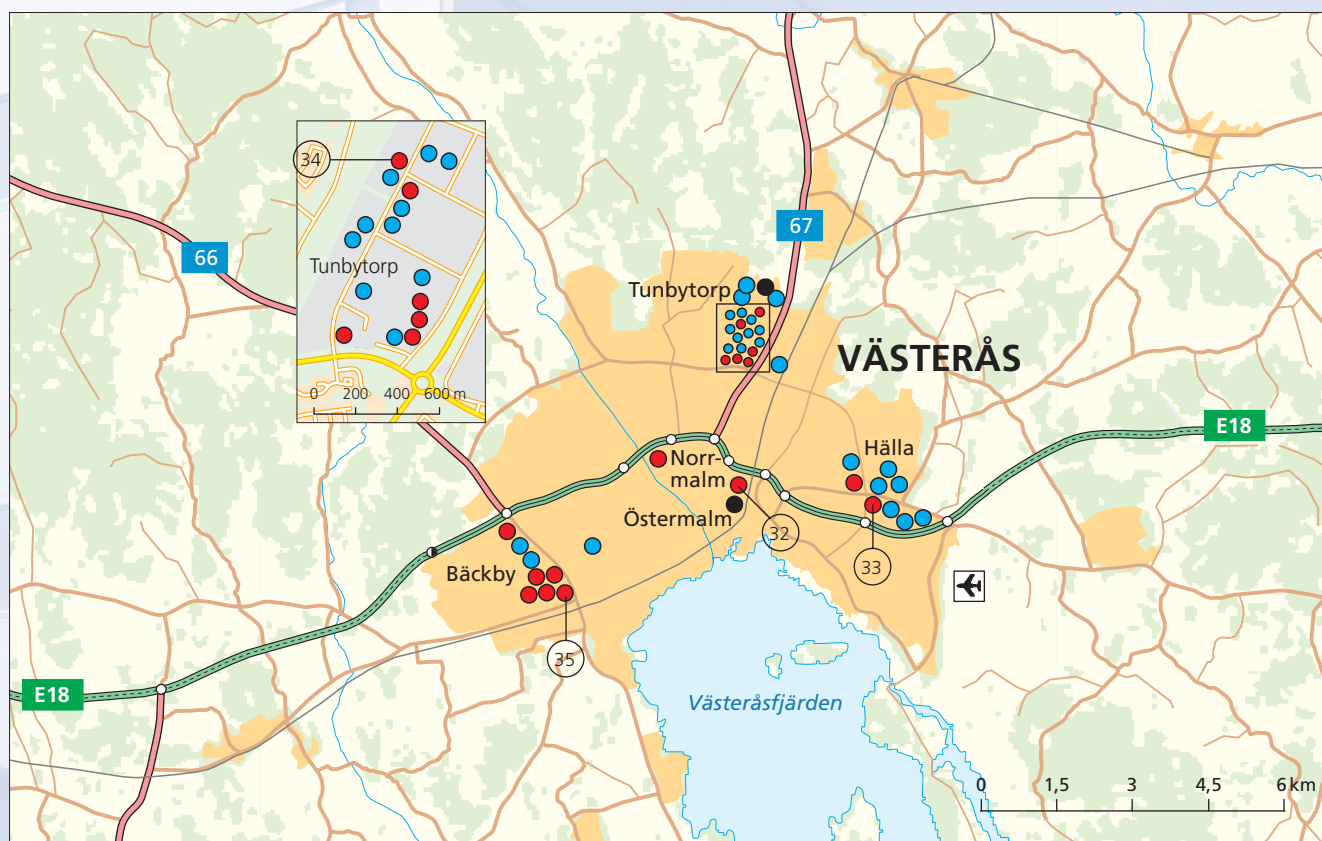 34
67
66
Tunbytorp
Tunbytorp
VÄSTERÅS
0 200 400 600 m
E18
Hälla
Norr-
malm
Östermalm
32
33
Bäckby
35
E18
Västeråsfjärden
0 1,5 3 4,5 6 km